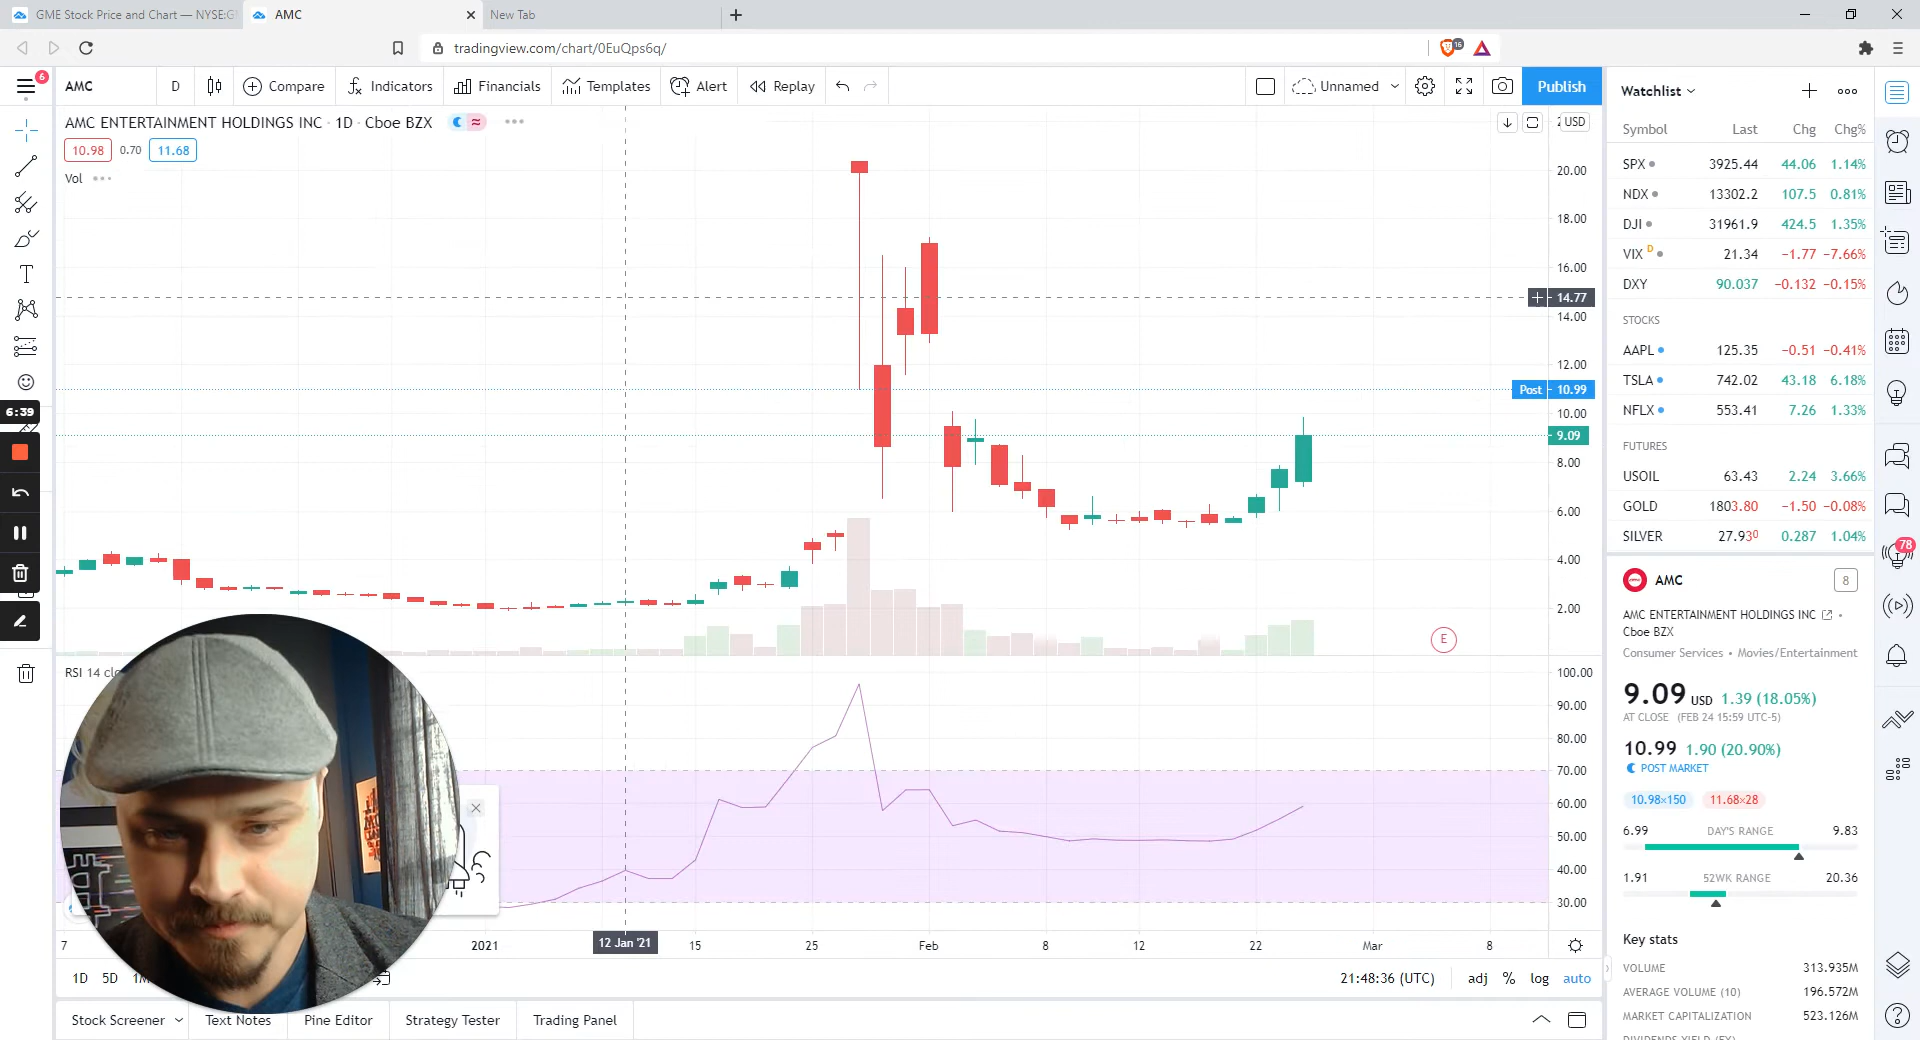 GME Stock Price and Chart — NYSE:G
AMC
New Tab
tradingview.com/chart/0EuQps6q/
16
6
AMC
D
Compare
Indicators
Financials
Templates
Alert
Replay
Unnamed
Publish
AMC ENTERTAINMENT HOLDINGS INC · 1D · Cboe BZX
10.98
0.70
11.68
Vol
USD
20.00
18.00
16.00
14.77
14.00
12.00
Post
10.99
10.00
9.09
8.00
6.00
4.00
2.00
E
6:39
RSI 14 clo
100.00
90.00
80.00
70.00
60.00
50.00
40.00
30.00
7
2021
12 Jan '21
15
25
Feb
8
12
22
Mar
8
1D
5D
1M
21:48:36 (UTC)
adj
%
log
auto
Stock Screener
Text Notes
Pine Editor
Strategy Tester
Trading Panel
Watchlist
Symbol Last Chg Chg%
SPX 3925.44 44.06 1.14%
NDX 13302.2 107.5 0.81%
DJI 31961.9 424.5 1.35%
VIX D 21.34 −1.77 −7.66%
DXY 90.037 −0.132 −0.15%
STOCKS
AAPL 125.35 −0.51 −0.41%
TSLA 742.02 43.18 6.18%
NFLX 553.41 7.26 1.33%
FUTURES
USOIL 63.43 2.24 3.66%
GOLD 1803.80 −1.50 −0.08%
SILVER 27.930 0.287 1.04%
AMC
8
AMC ENTERTAINMENT HOLDINGS INC
Cboe BZX
Consumer Services • Movies/Entertainment
9.09 USD 1.39 (18.05%)
AT CLOSE (FEB 24 15:59 UTC-5)
10.99 1.90 (20.90%)
POST MARKET
10.98×150
11.68×28
6.99 DAY'S RANGE 9.83
1.91 52WK RANGE 20.36
Key stats
VOLUME 313.935M
AVERAGE VOLUME (10) 196.572M
MARKET CAPITALIZATION 523.126M
78